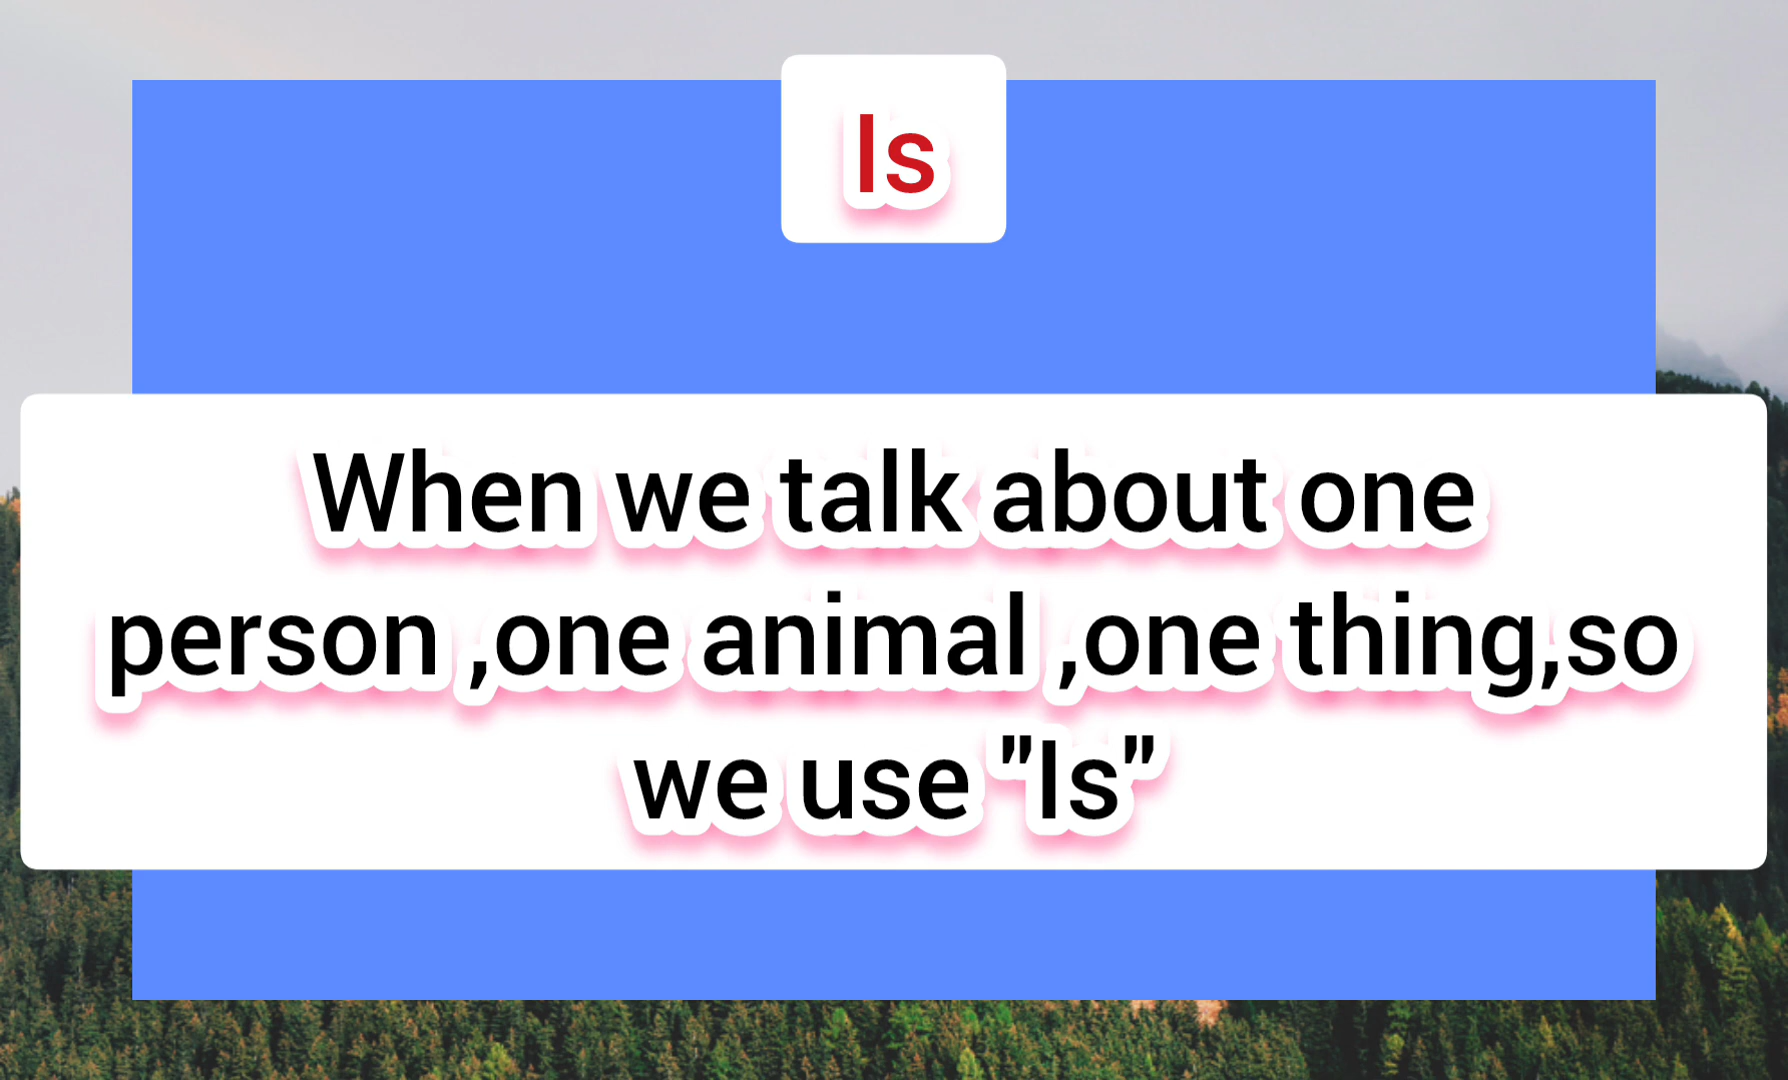 Is
When we talk about one
person ,one animal ,one thing,so
we use "Is"